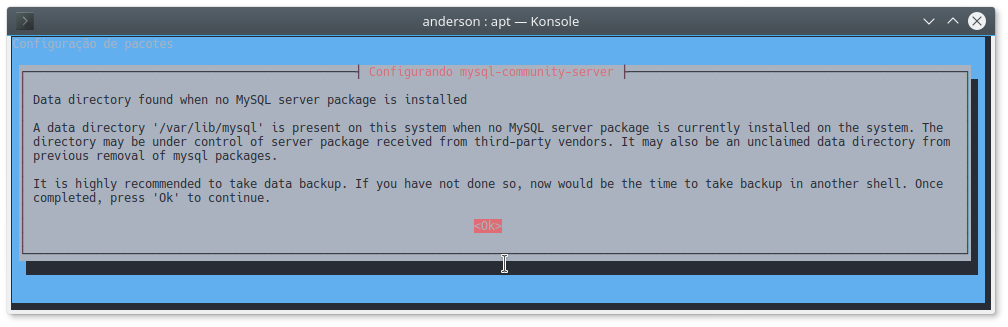 anderson : apt — Konsole
Configuração de pacotes
Configurando mysql-community-server
Data directory found when no MySQL server package is installed
A data directory '/var/lib/mysql' is present on this system when no MySQL server package is currently installed on the system. The
directory may be under control of server package received from third-party vendors. It may also be an unclaimed data directory from
previous removal of mysql packages.
It is highly recommended to take data backup. If you have not done so, now would be the time to take backup in another shell. Once
completed, press 'Ok' to continue.
<Ok>